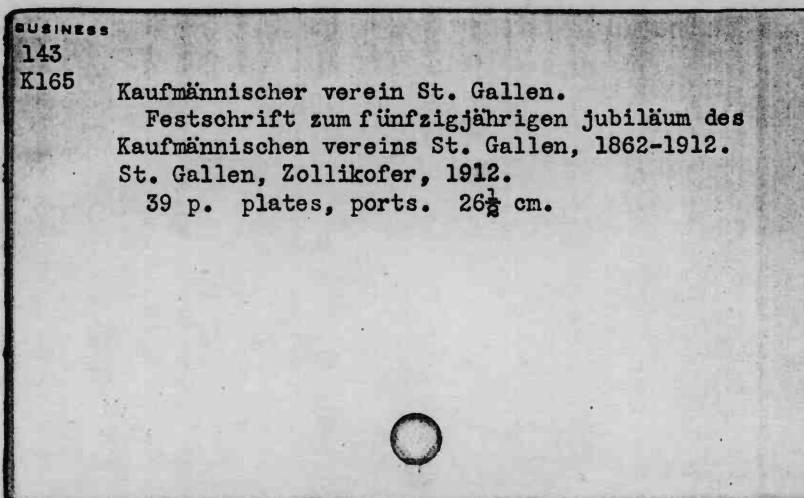 BUSINESS
143
K165
Kaufmännischer verein St. Gallen.
Festschrift zum fünfzigjährigen jubiläum des
Kaufmännischen vereins St. Gallen, 1862-1912.
St. Gallen, Zollikofer, 1912.
39 p. plates, ports. 26½ cm.